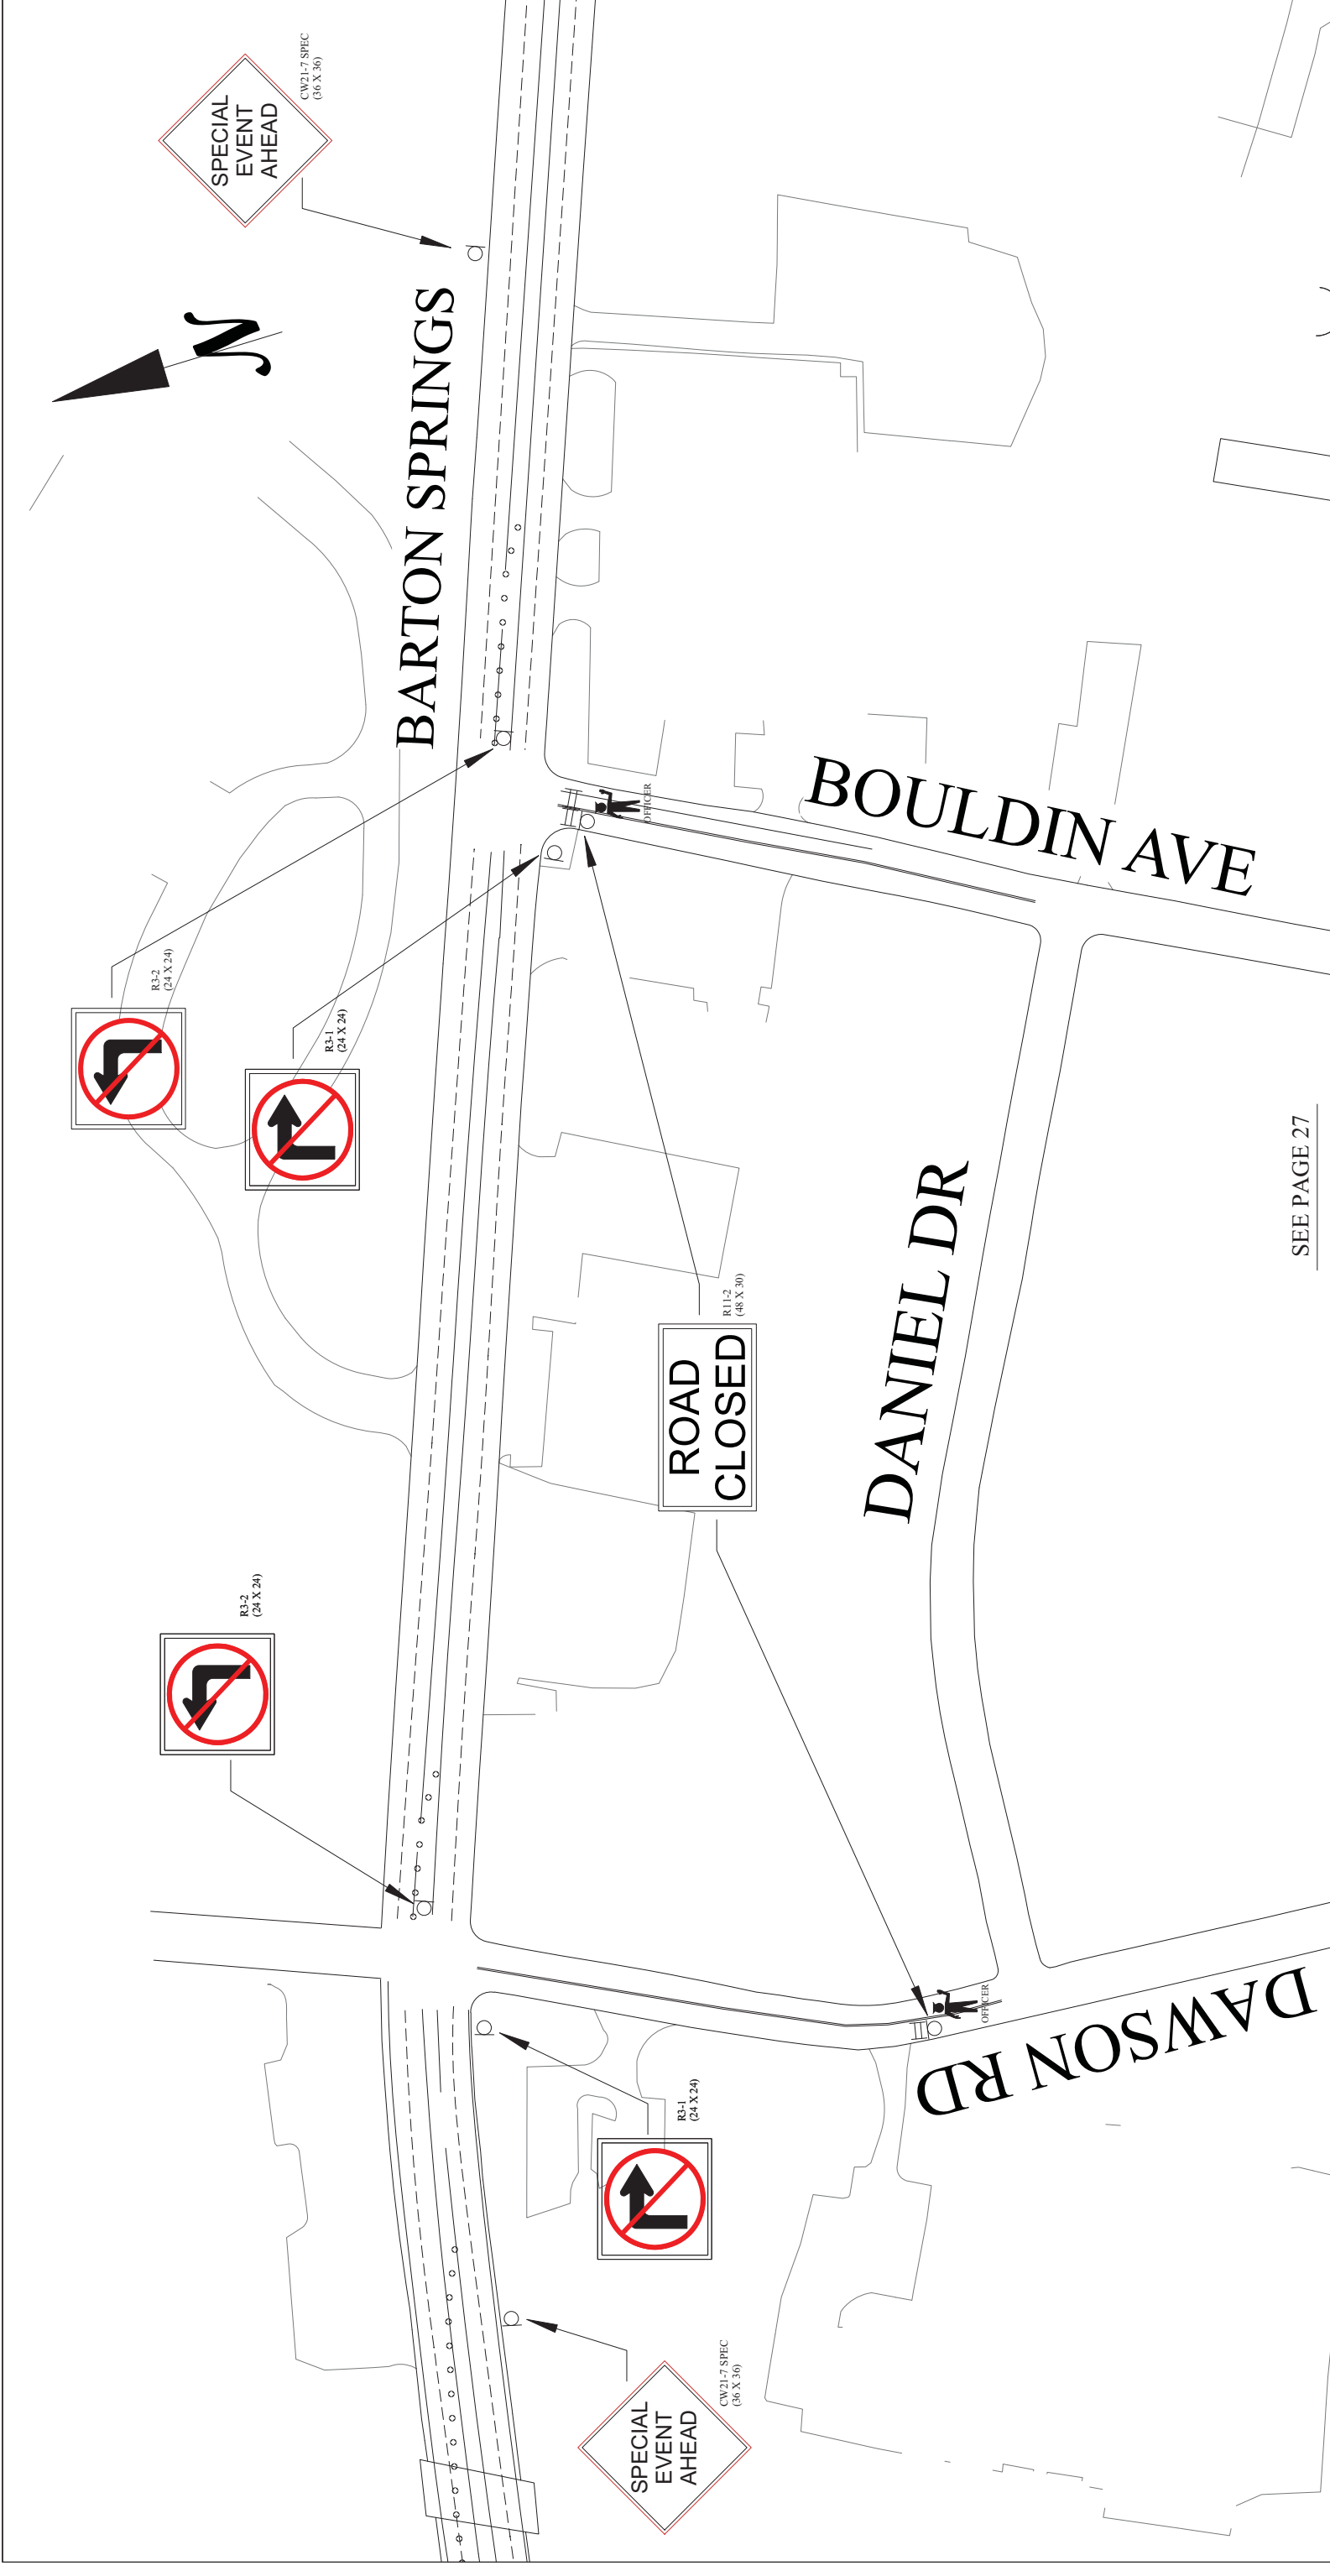 SPECIAL
EVENT
AHEAD
CW21-7 SPEC
(36 X 36)
N
BARTON SPRINGS
R3-2
(24 X 24)
R3-1
(24 X 24)
OFFICER
BOULDIN AVE
ROAD
CLOSED
R11-2
(48 X 30)
DANIEL DR
SEE PAGE 27
R3-2
(24 X 24)
OFFICER
DAWSON RD
R3-1
(24 X 24)
SPECIAL
EVENT
AHEAD
CW21-7 SPEC
(36 X 36)